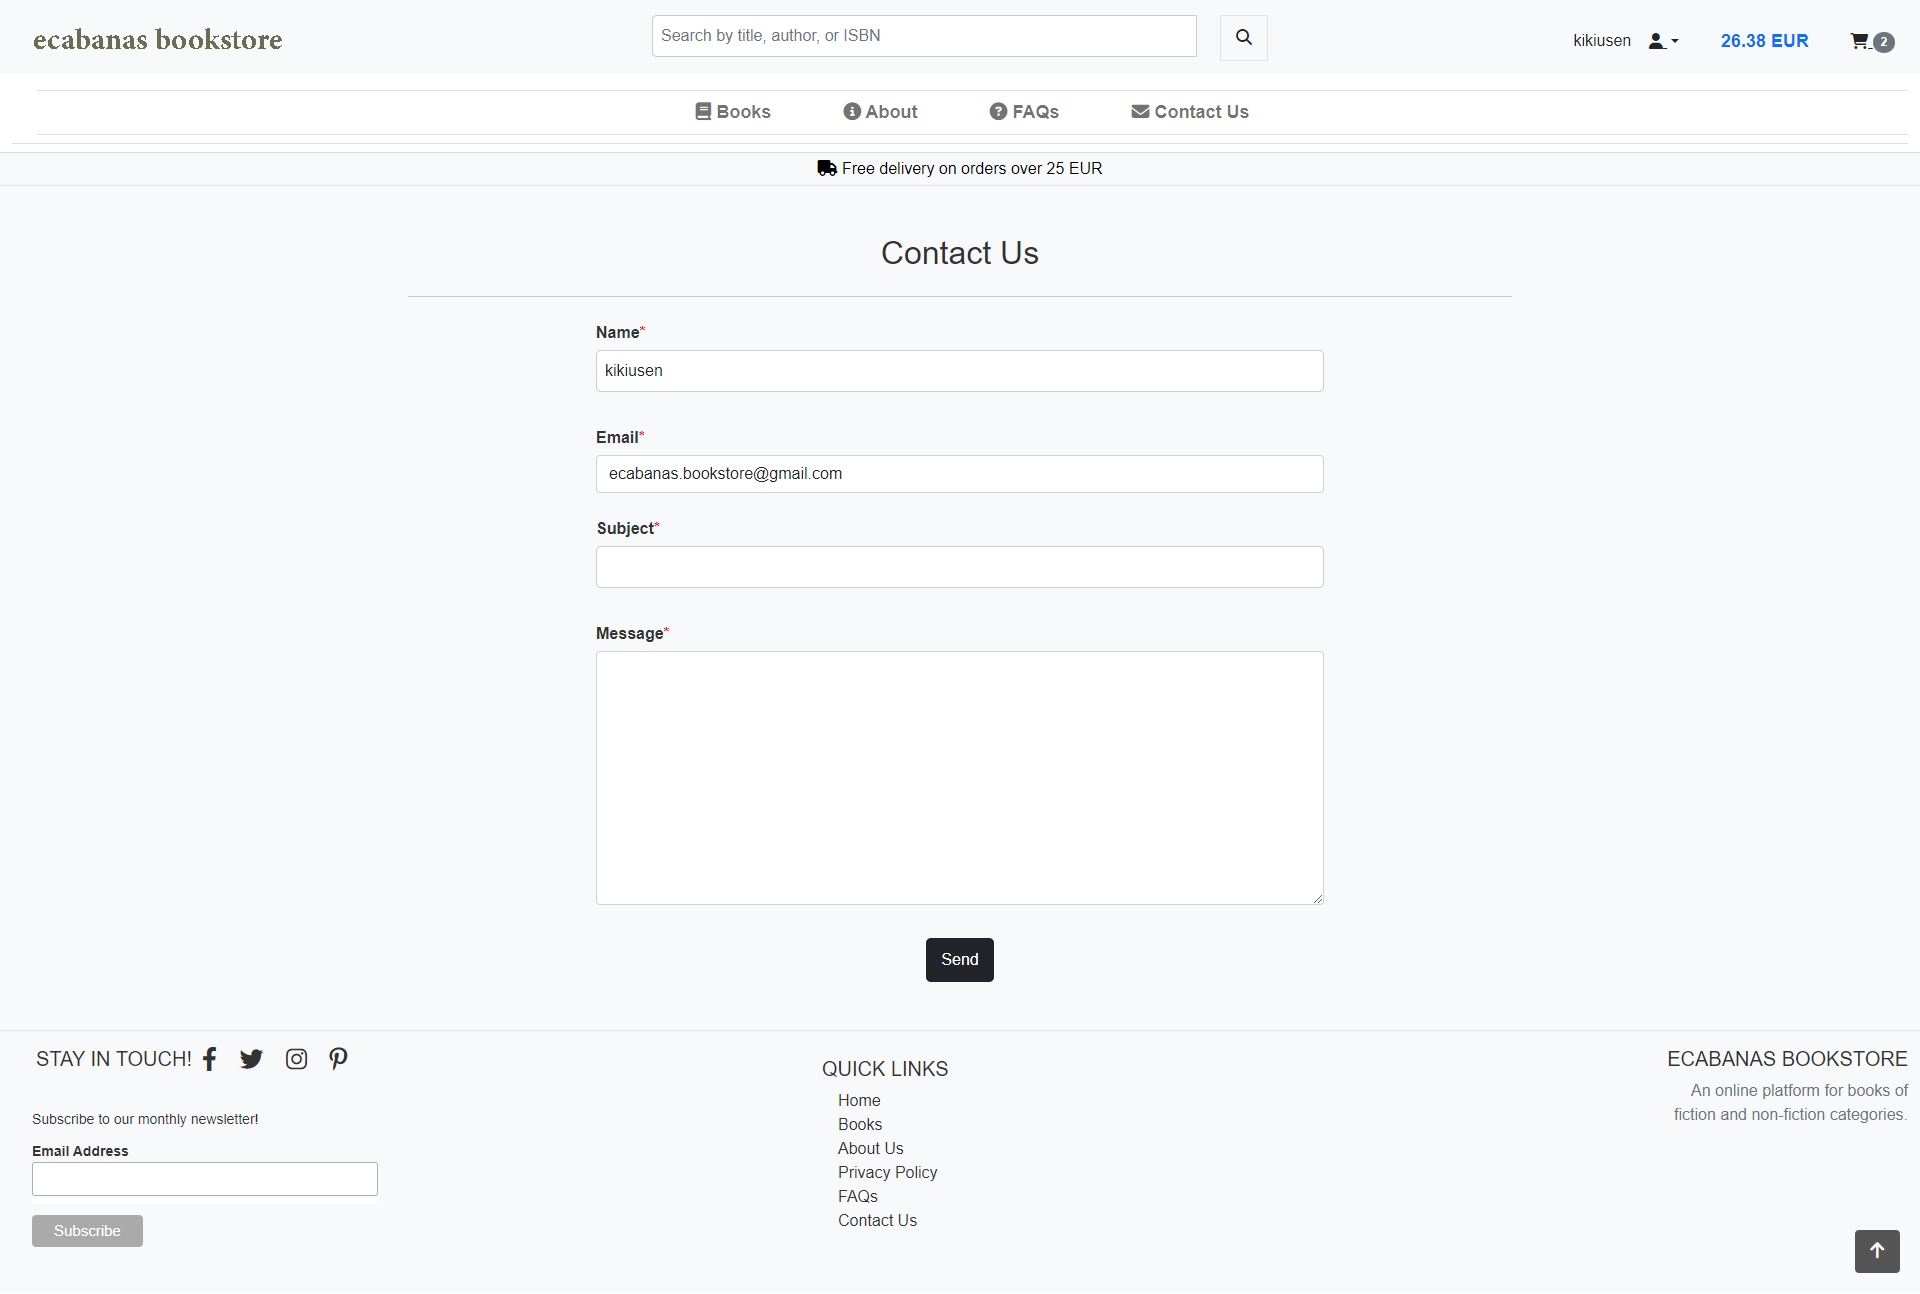 ecabanas bookstore
Search by title, author, or ISBN
kikiusen
26.38 EUR
2
Books
About
FAQs
Contact Us
Free delivery on orders over 25 EUR
Contact Us
Name*
kikiusen
Email*
ecabanas.bookstore@gmail.com
Subject*
Message*
Send
STAY IN TOUCH!
Subscribe to our monthly newsletter!
Email Address
Subscribe
QUICK LINKS
Home
Books
About Us
Privacy Policy
FAQs
Contact Us
ECABANAS BOOKSTORE
An online platform for books of
fiction and non-fiction categories.